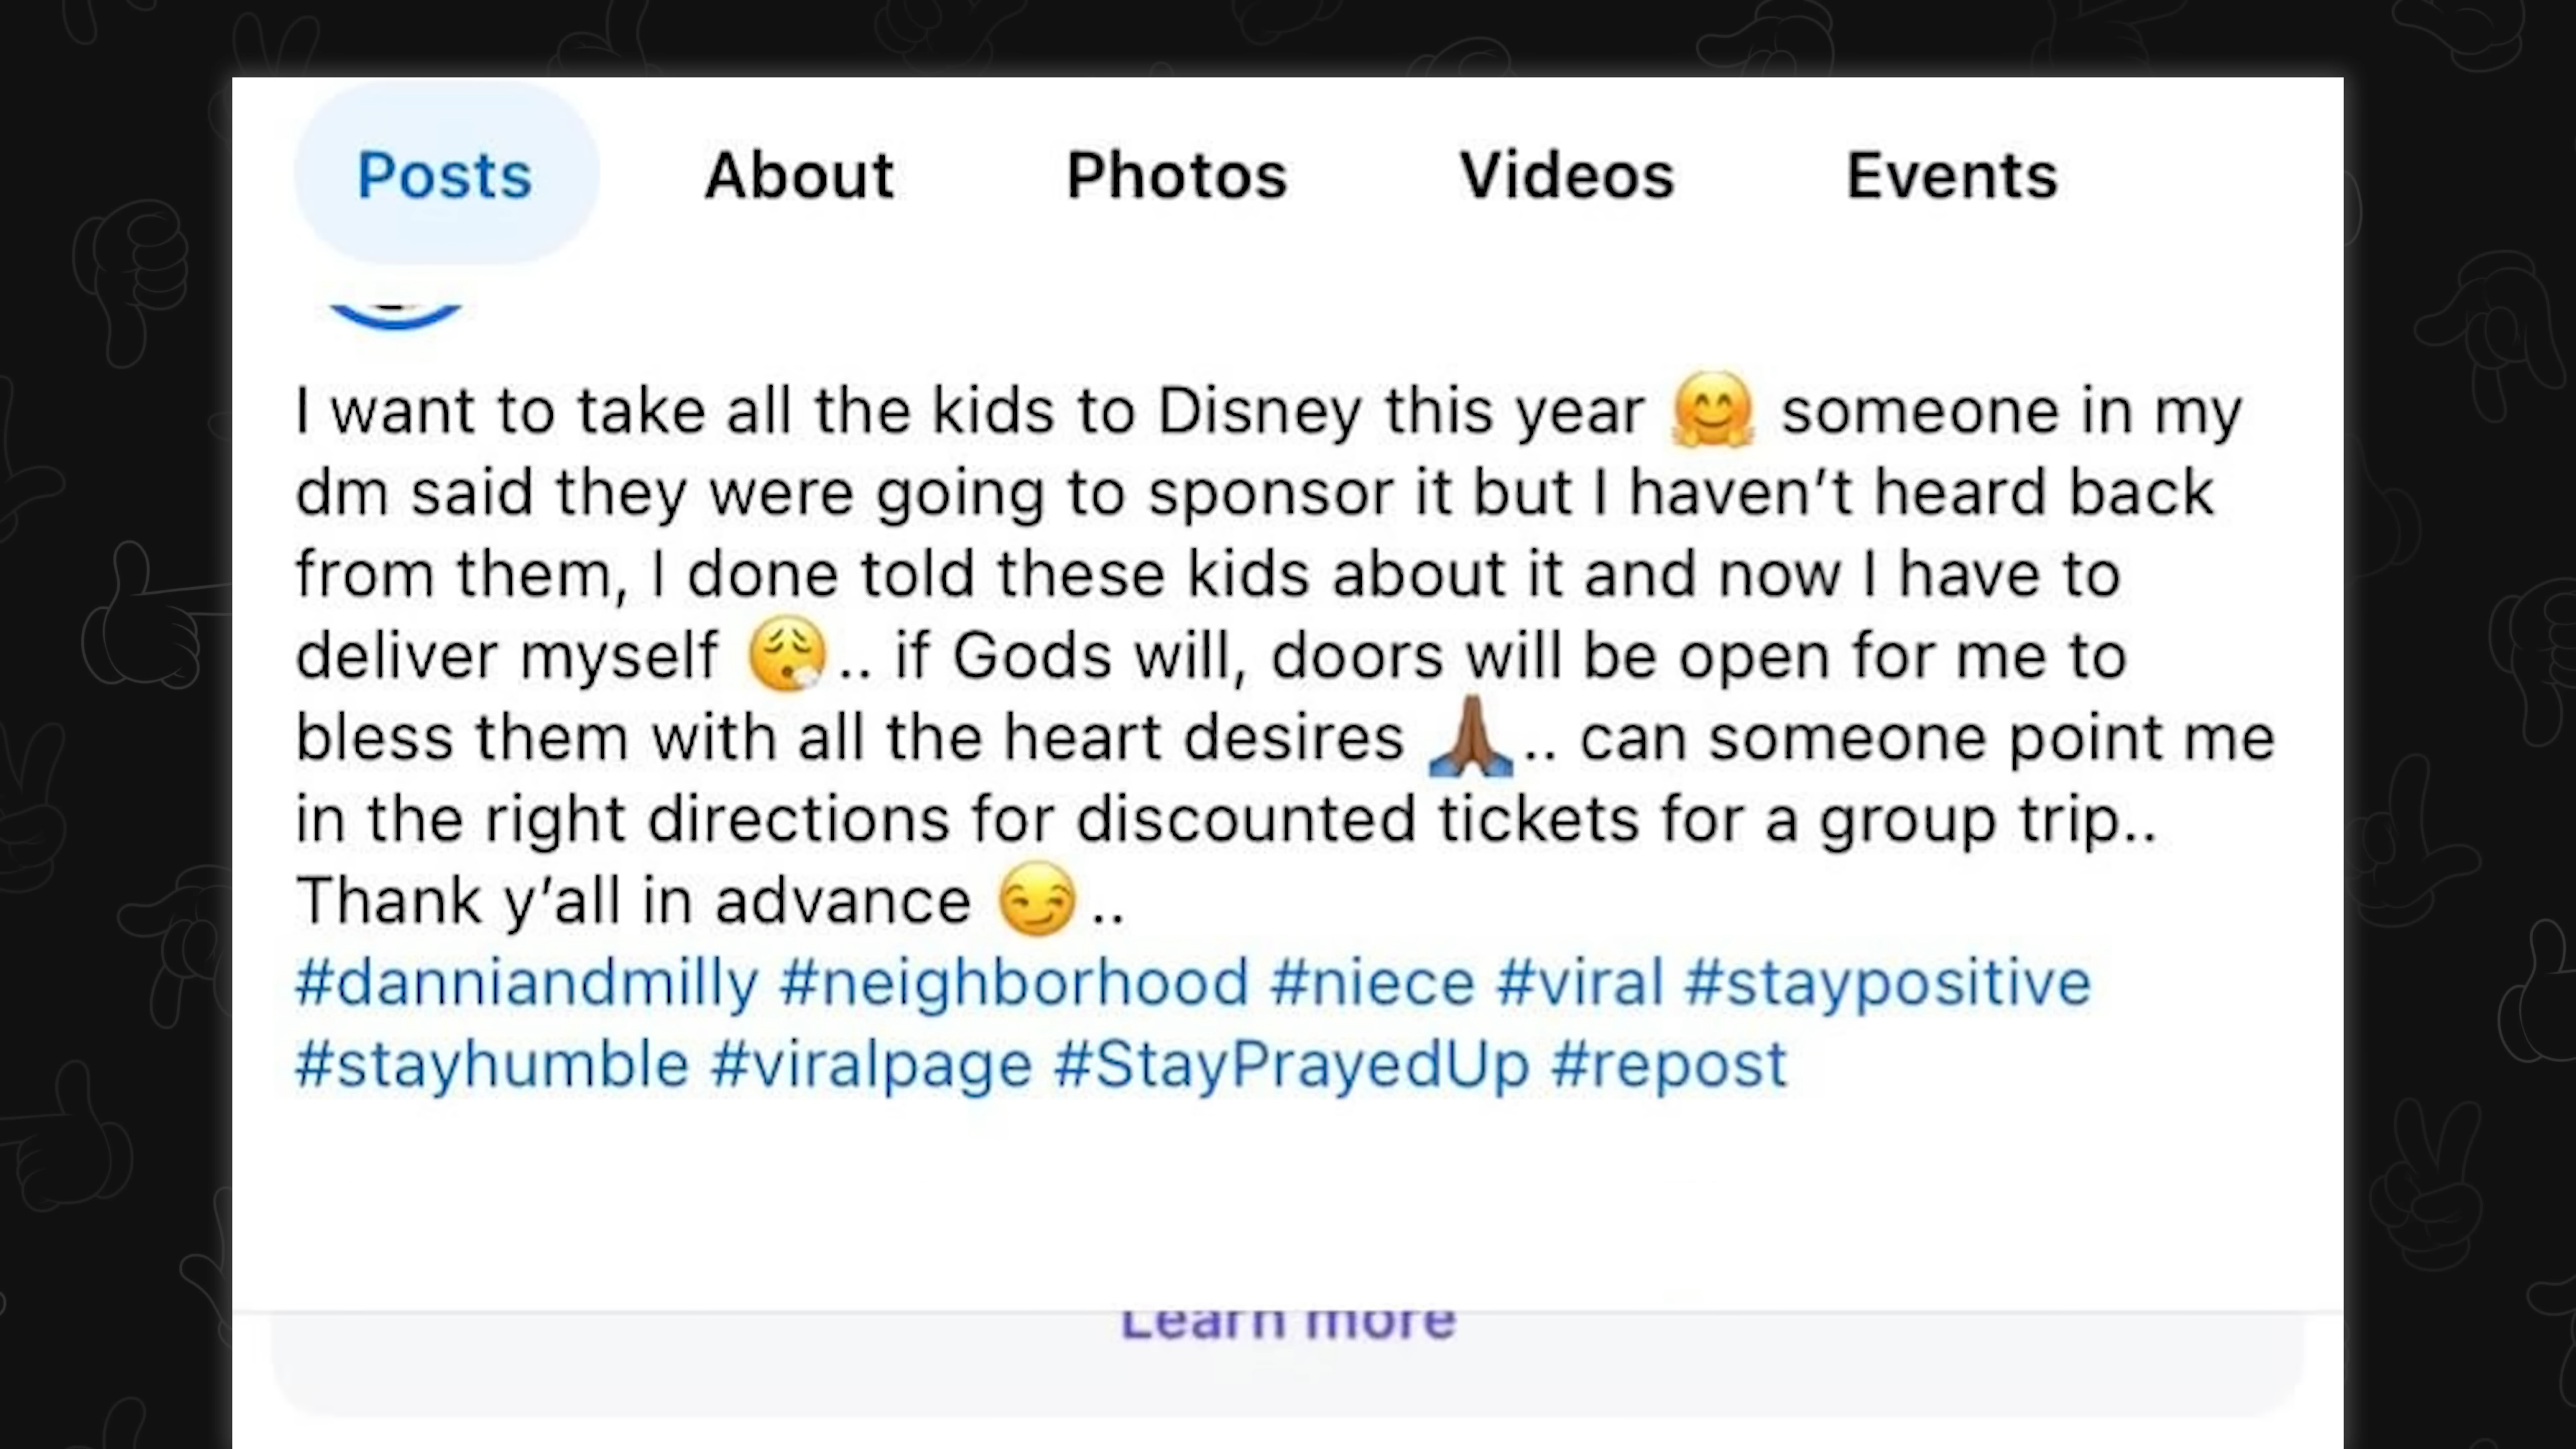 Posts About Photos Videos Events
I want to take all the kids to Disney this year 🤗 someone in my
dm said they were going to sponsor it but I haven’t heard back
from them, I done told these kids about it and now I have to
deliver myself 😮‍💨.. if Gods will, doors will be open for me to
bless them with all the heart desires 🙏🏾.. can someone point me
in the right directions for discounted tickets for a group trip..
Thank y’all in advance 😏..
#danniandmilly #neighborhood #niece #viral #staypositive
#stayhumble #viralpage #StayPrayedUp #repost
Learn more